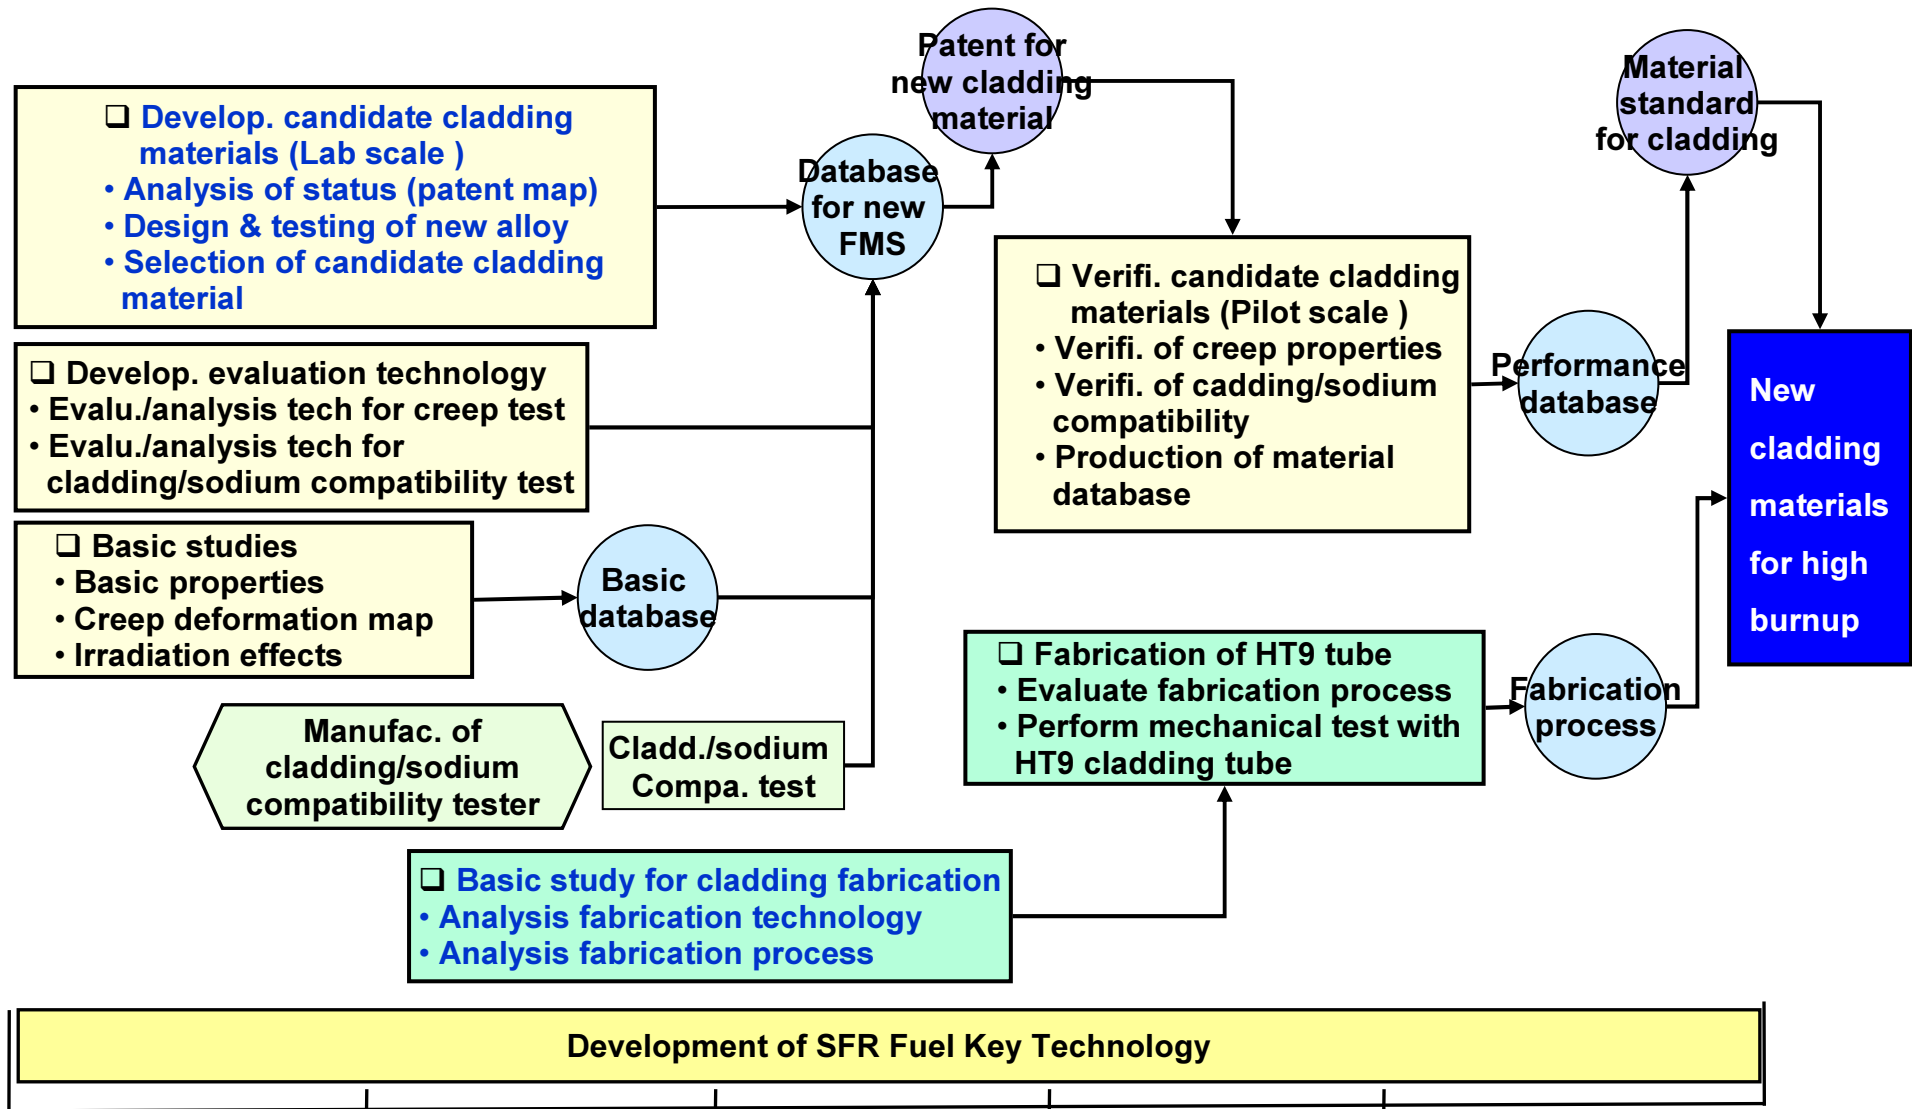 Patent for
new cladding
material
Material
standard
for cladding
❑ Develop. candidate cladding
materials (Lab scale )
• Analysis of status (patent map)
• Design & testing of new alloy
• Selection of candidate cladding
material
Database
for new
FMS
❑ Verifi. candidate cladding
materials (Pilot scale )
• Verifi. of creep properties
• Verifi. of cadding/sodium
compatibility
• Production of material
database
Performance
database
New
cladding
materials
for high
burnup
❑ Develop. evaluation technology
• Evalu./analysis tech for creep test
• Evalu./analysis tech for
cladding/sodium compatibility test
❑ Basic studies
• Basic properties
• Creep deformation map
• Irradiation effects
Basic
database
❑ Fabrication of HT9 tube
• Evaluate fabrication process
• Perform mechanical test with
HT9 cladding tube
Fabrication
process
Manufac. of
cladding/sodium
compatibility tester
Cladd./sodium
Compa. test
❑ Basic study for cladding fabrication
• Analysis fabrication technology
• Analysis fabrication process
Development of SFR Fuel Key Technology